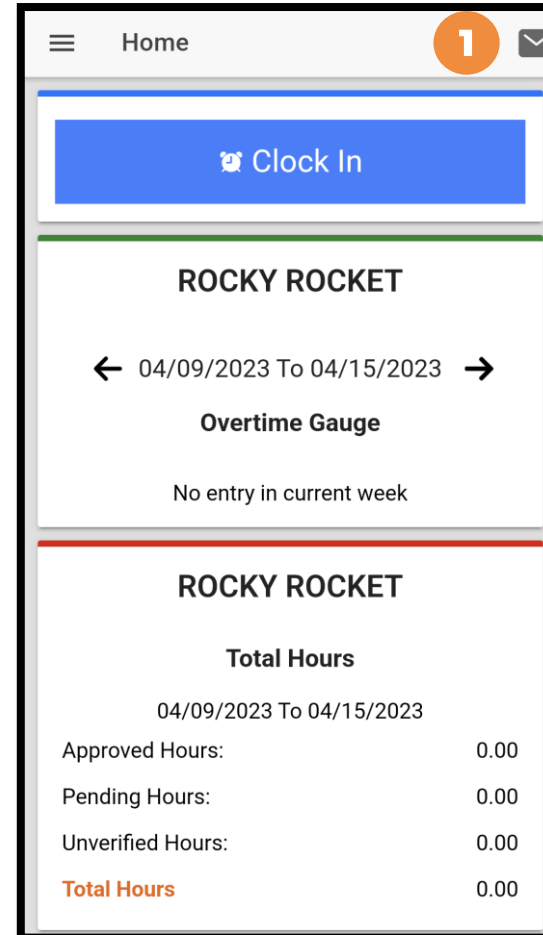 Home 1
Clock In
ROCKY ROCKET
04/09/2023 To 04/15/2023
Overtime Gauge
No entry in current week
ROCKY ROCKET
Total Hours
04/09/2023 To 04/15/2023
Approved Hours: 0.00
Pending Hours: 0.00
Unverified Hours: 0.00
Total Hours 0.00